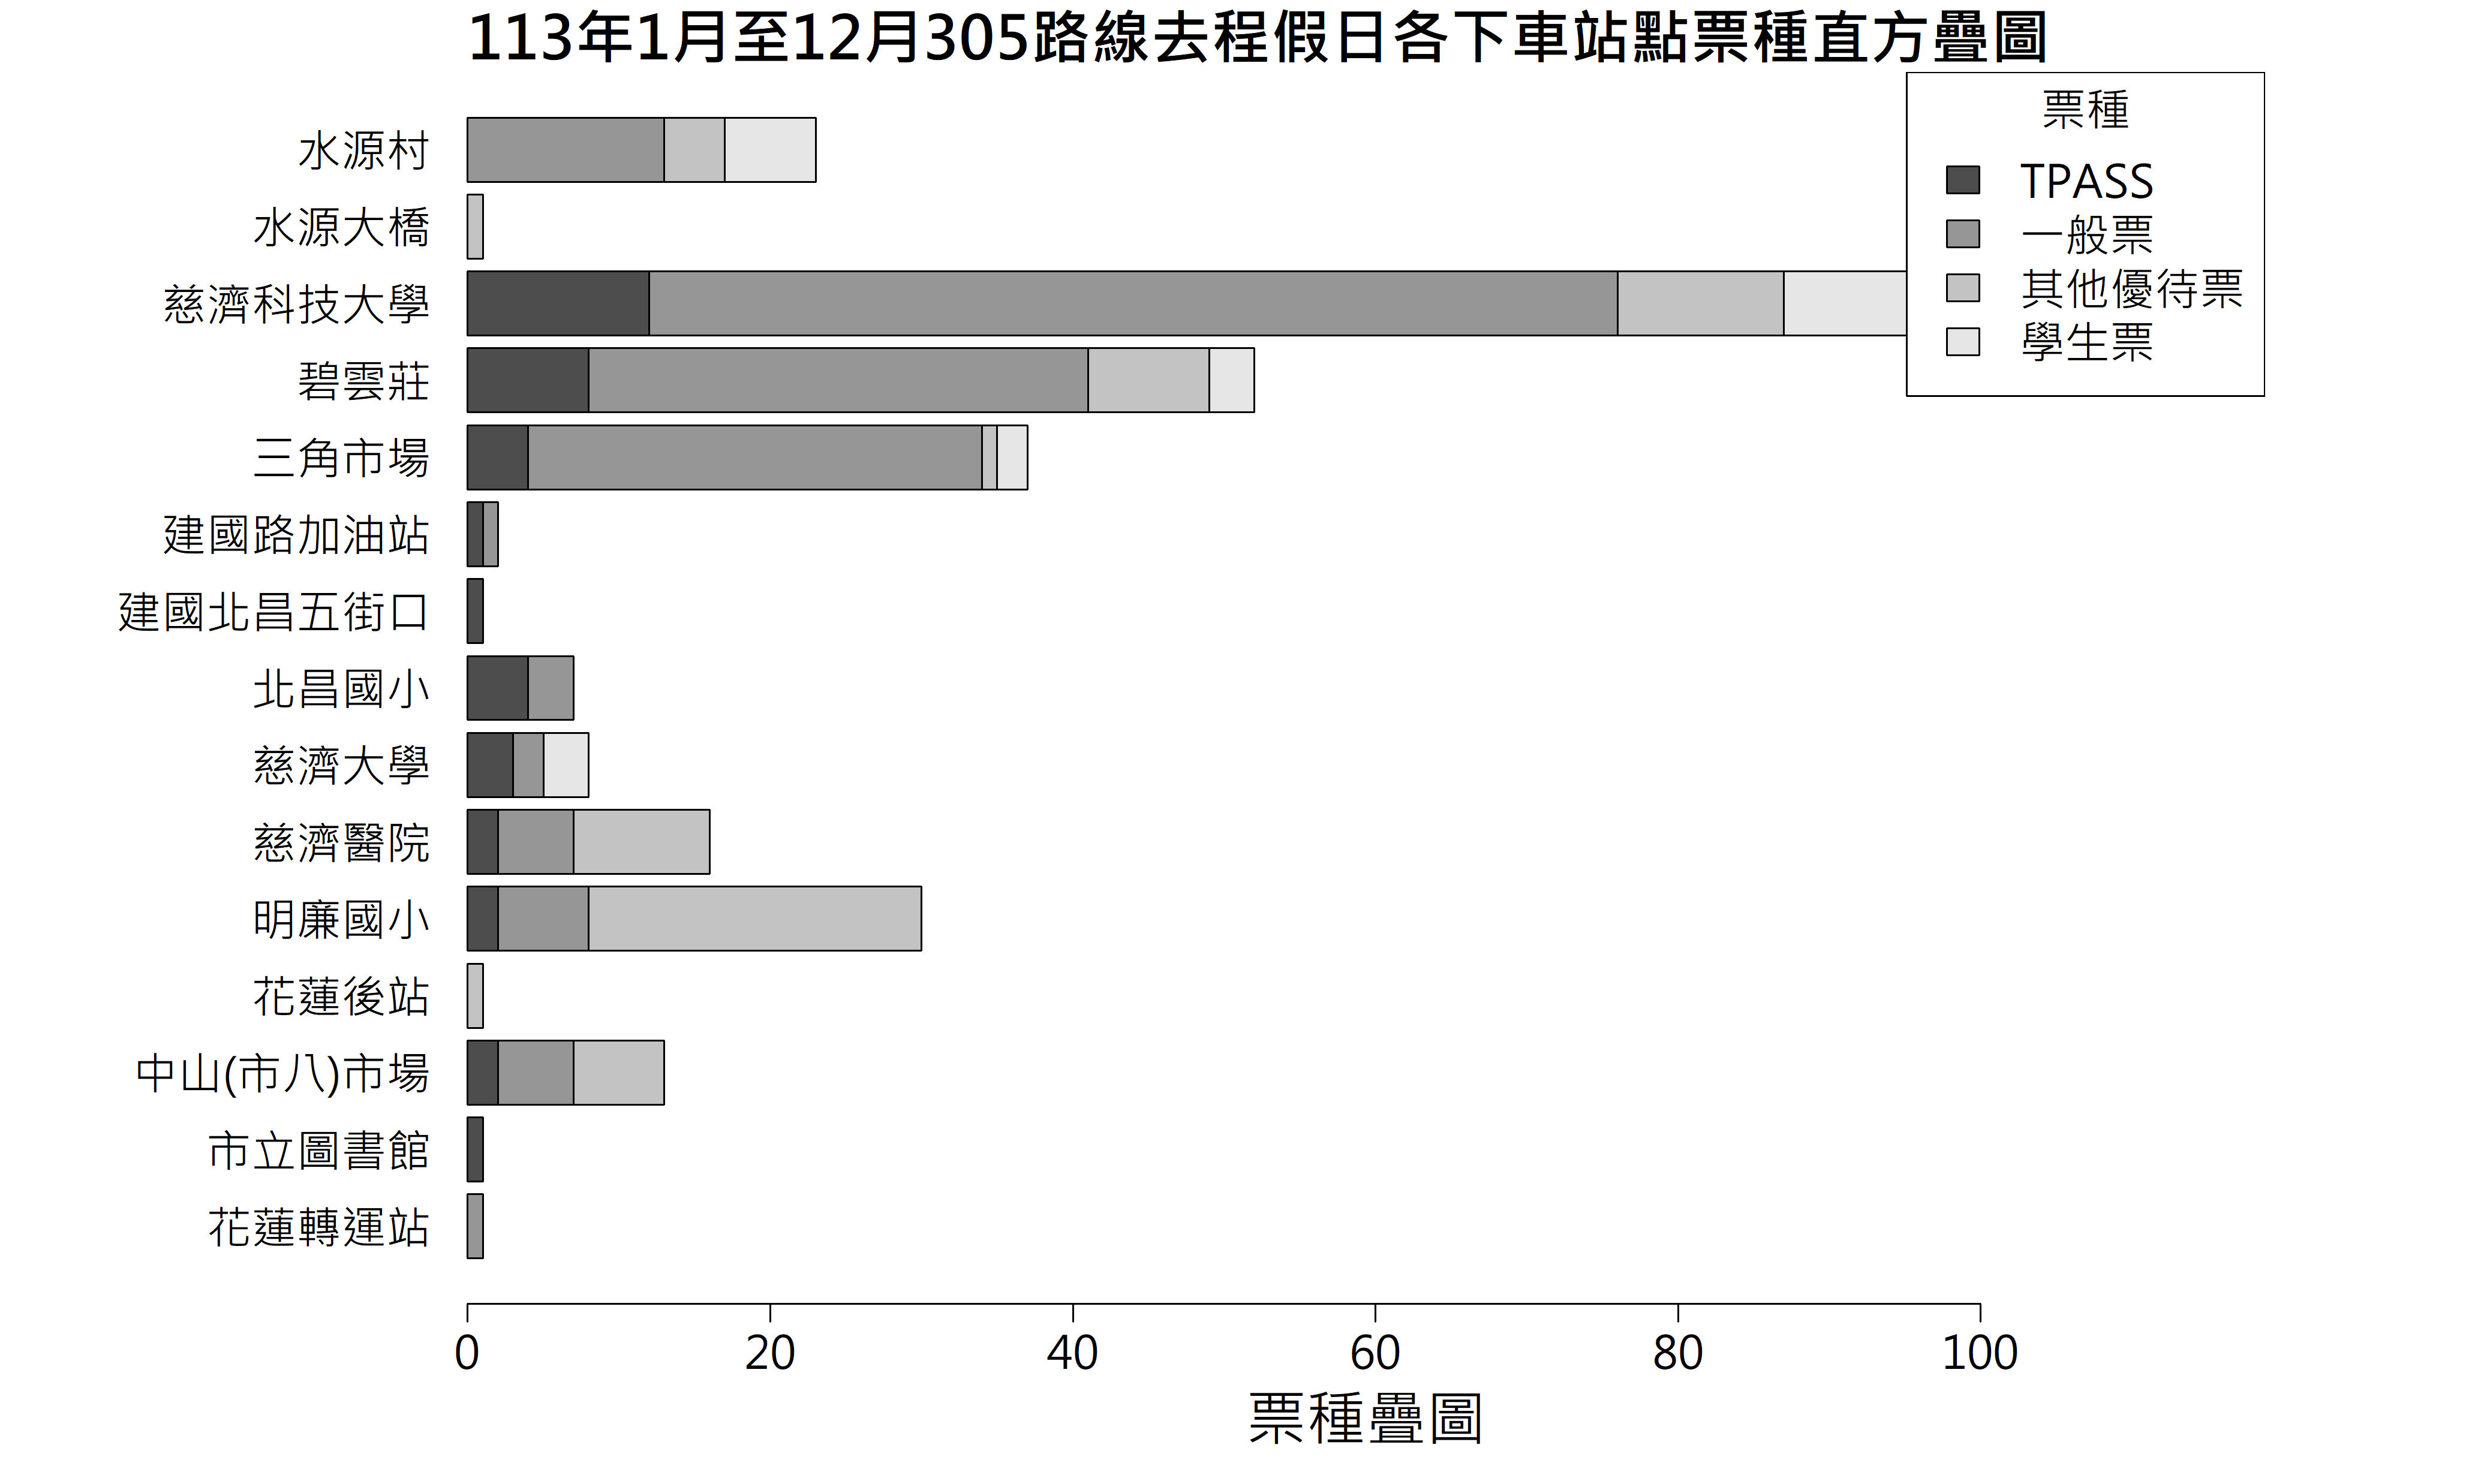 113年1月至12月305路線去程假日各下車站點票種直方疊圖
票種
TPASS
一般票
其他優待票
學生票
水源村
水源大橋
慈濟科技大學
碧雲莊
三角市場
建國路加油站
建國北昌五街口
北昌國小
慈濟大學
慈濟醫院
明廉國小
花蓮後站
中山(市八)市場
市立圖書館
花蓮轉運站
0 20 40 60 80 100
票種疊圖